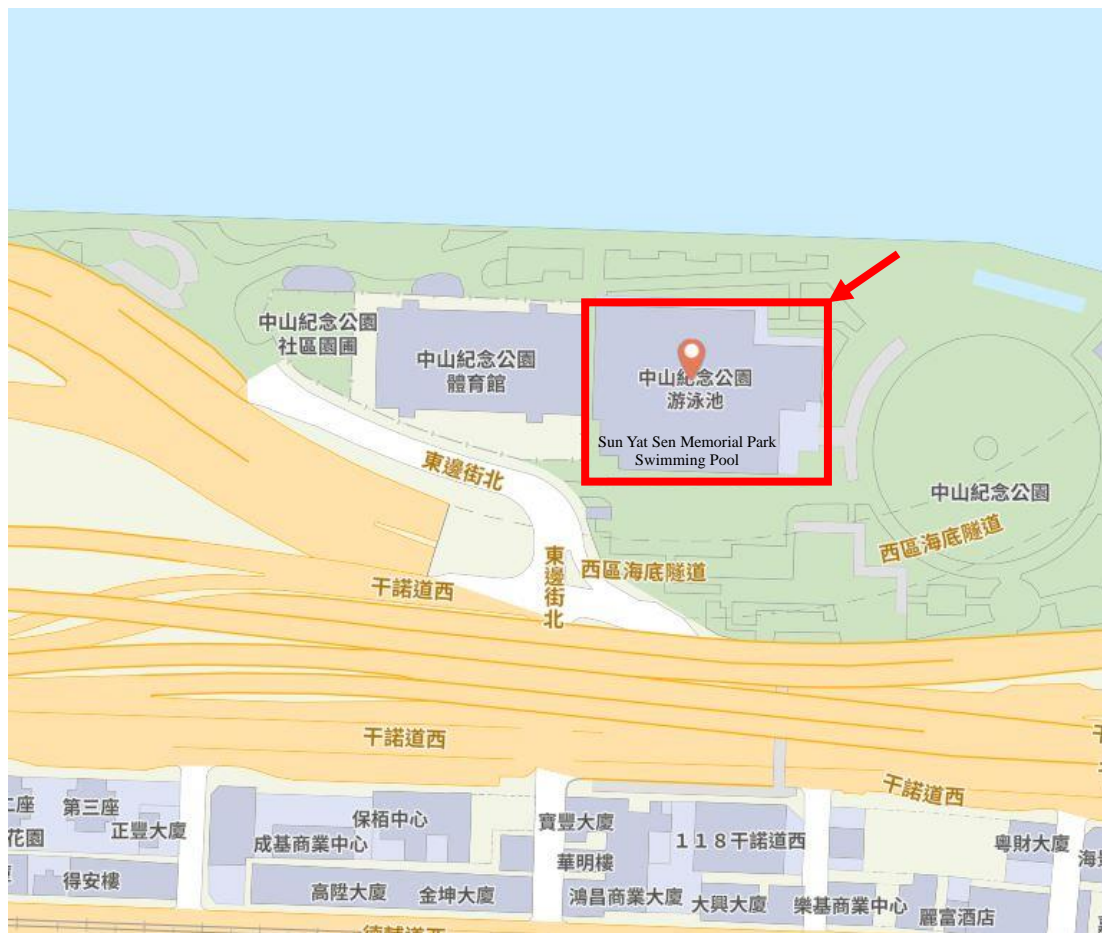 中山紀念公園
社區園圃
中山紀念公園
體育館
中山紀念公園
游泳池
Sun Yat Sen Memorial Park
Swimming Pool
中山紀念公園
東邊街北
西區海底隧道
西區海底隧道
東邊街北
干諾道西
干諾道西
干諾道西
第三座
正豐大廈
花園
得安樓
保栢中心
成基商業中心
高陞大廈
金坤大廈
寶豐大廈
華明樓
鴻昌商業大廈
118干諾道西
大興大廈
樂基商業中心
粵財大廈
麗富酒店
德輔道西